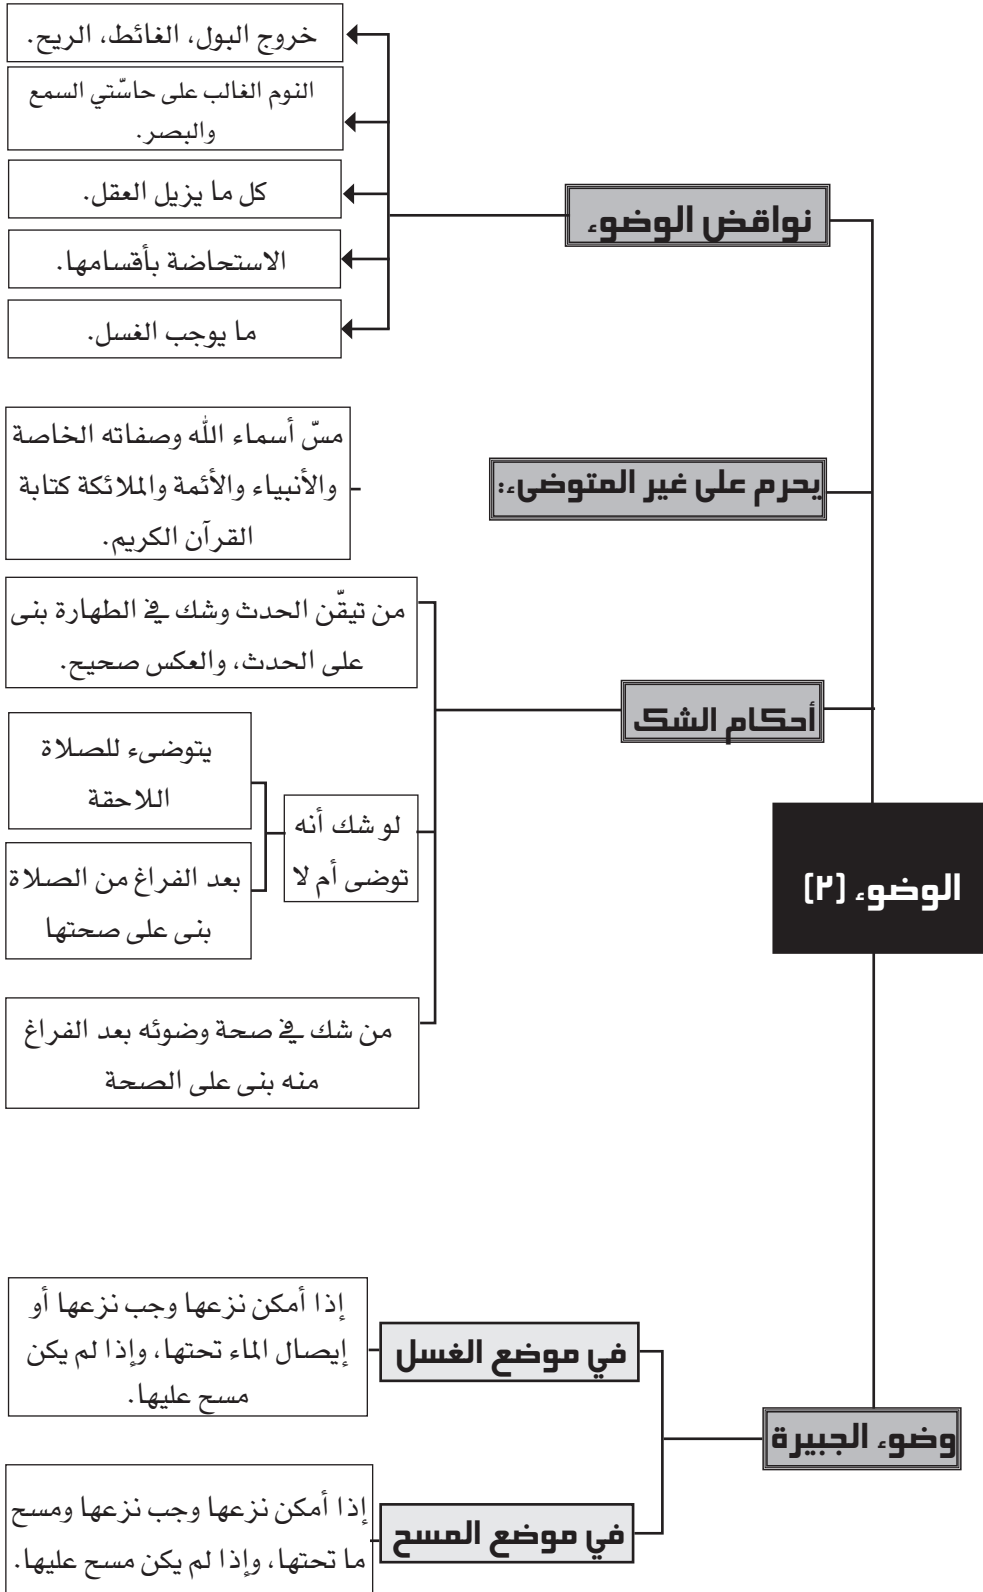 الوضوء (٢)
نواقض الوضوء
خروج البول، الغائط، الريح.
النوم الغالب على حاسّتي السمع
والبصر.
كل ما يزيل العقل.
الاستحاضة بأقسامها.
ما يوجب الغسل.
يحرم على غير المتوضىء:
مسّ أسماء الله وصفاته الخاصة
والأنبياء والأئمة والملائكة كتابة
القرآن الكريم.
أحكام الشك
من تيقّن الحدث وشك في الطهارة بنى
على الحدث، والعكس صحيح.
لو شك أنه
توضى أم لا
يتوضىء للصلاة
اللاحقة
بعد الفراغ من الصلاة
بنى على صحتها
من شك في صحة وضوئه بعد الفراغ
منه بنى على الصحة
وضوء الجبيرة
في موضع الغسل
إذا أمكن نزعها وجب نزعها أو
إيصال الماء تحتها، وإذا لم يكن
مسح عليها.
في موضع المسح
إذا أمكن نزعها وجب نزعها ومسح
ما تحتها، وإذا لم يكن مسح عليها.